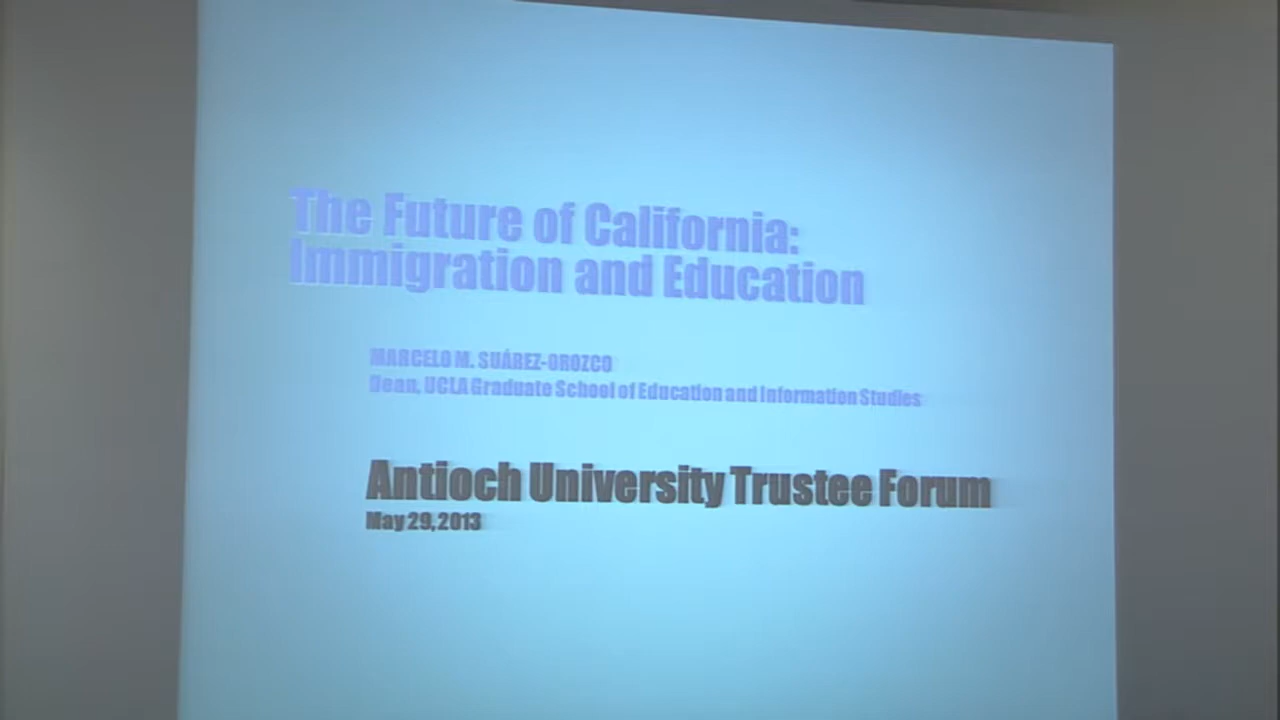 The Future of California:
Immigration and Education
MARCELO M. SUÁREZ-OROZCO
Dean, UCLA Graduate School of Education and Information Studies
Antioch University Trustee Forum
May 29, 2013